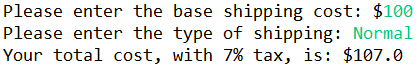 Please enter the base shipping cost: $100
Please enter the type of shipping: Normal
Your total cost, with 7% tax, is: $107.0